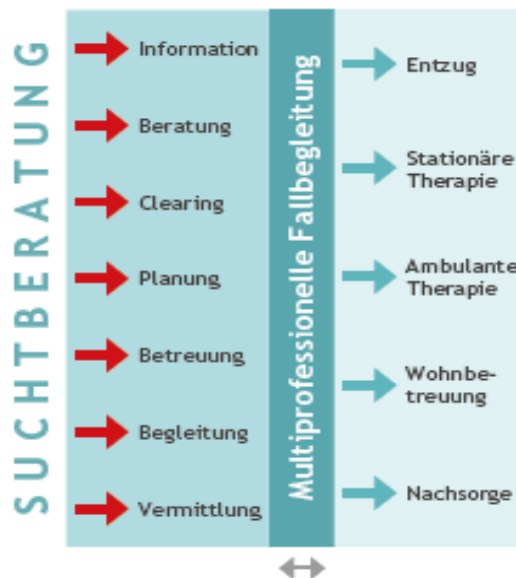 SUCHTBERATUNG
Information
Beratung
Clearing
Planung
Betreuung
Begleitung
Vermittlung
Multiprofessionelle Fallbegleitung
Entzug
Stationäre
Therapie
Ambulante
Therapie
Wohnbe-
treuung
Nachsorge